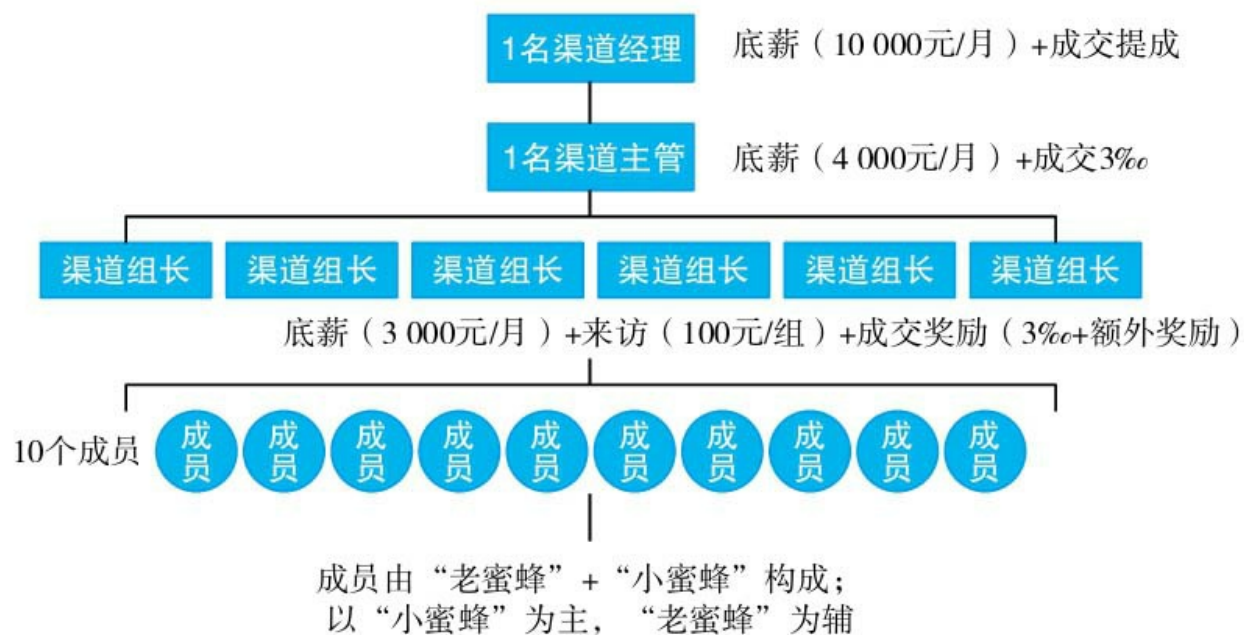 1名渠道经理 底薪（10 000元/月）+成交提成
1名渠道主管 底薪（4 000元/月）+成交3‰
渠道组长 渠道组长 渠道组长 渠道组长 渠道组长 渠道组长
底薪（3 000元/月）+来访（100元/组）+成交奖励（3‰+额外奖励）
10个成员 成员 成员 成员 成员 成员 成员 成员 成员 成员 成员
成员由“老蜜蜂”+“小蜜蜂”构成；
以“小蜜蜂”为主，“老蜜蜂”为辅